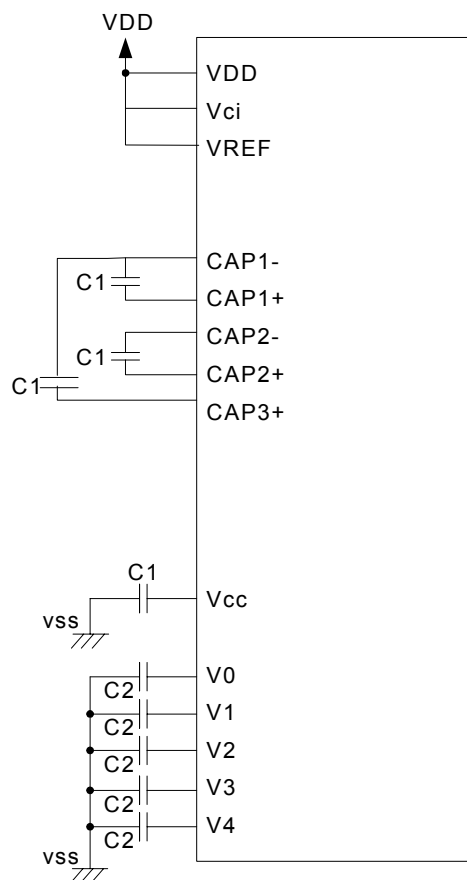 VDD
VDD
Vci
VREF
CAP1-
C1
CAP1+
CAP2-
C1
CAP2+
C1
CAP3+
C1
Vcc
vss
V0
C2
V1
C2
V2
C2
V3
C2
V4
C2
vss